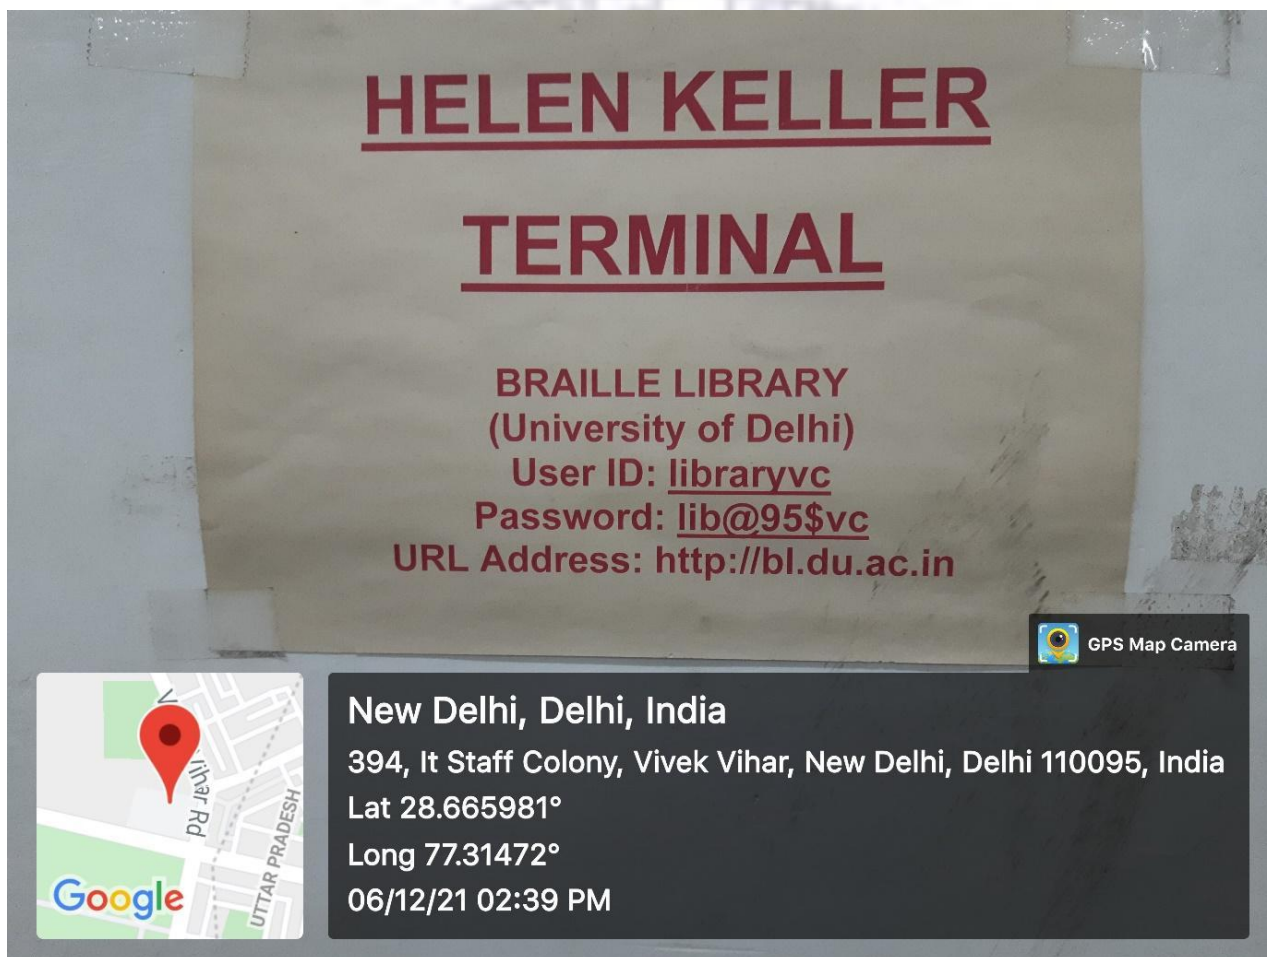 HELEN KELLER
TERMINAL
BRAILLE LIBRARY
(University of Delhi)
User ID: libraryvc
Password: lib@95$vc
URL Address: http://bl.du.ac.in
GPS Map Camera
New Delhi, Delhi, India
394, It Staff Colony, Vivek Vihar, New Delhi, Delhi 110095, India
Lat 28.665981°
Long 77.31472°
06/12/21 02:39 PM
V
Vihar Rd
UTTAR PRADESH
Google